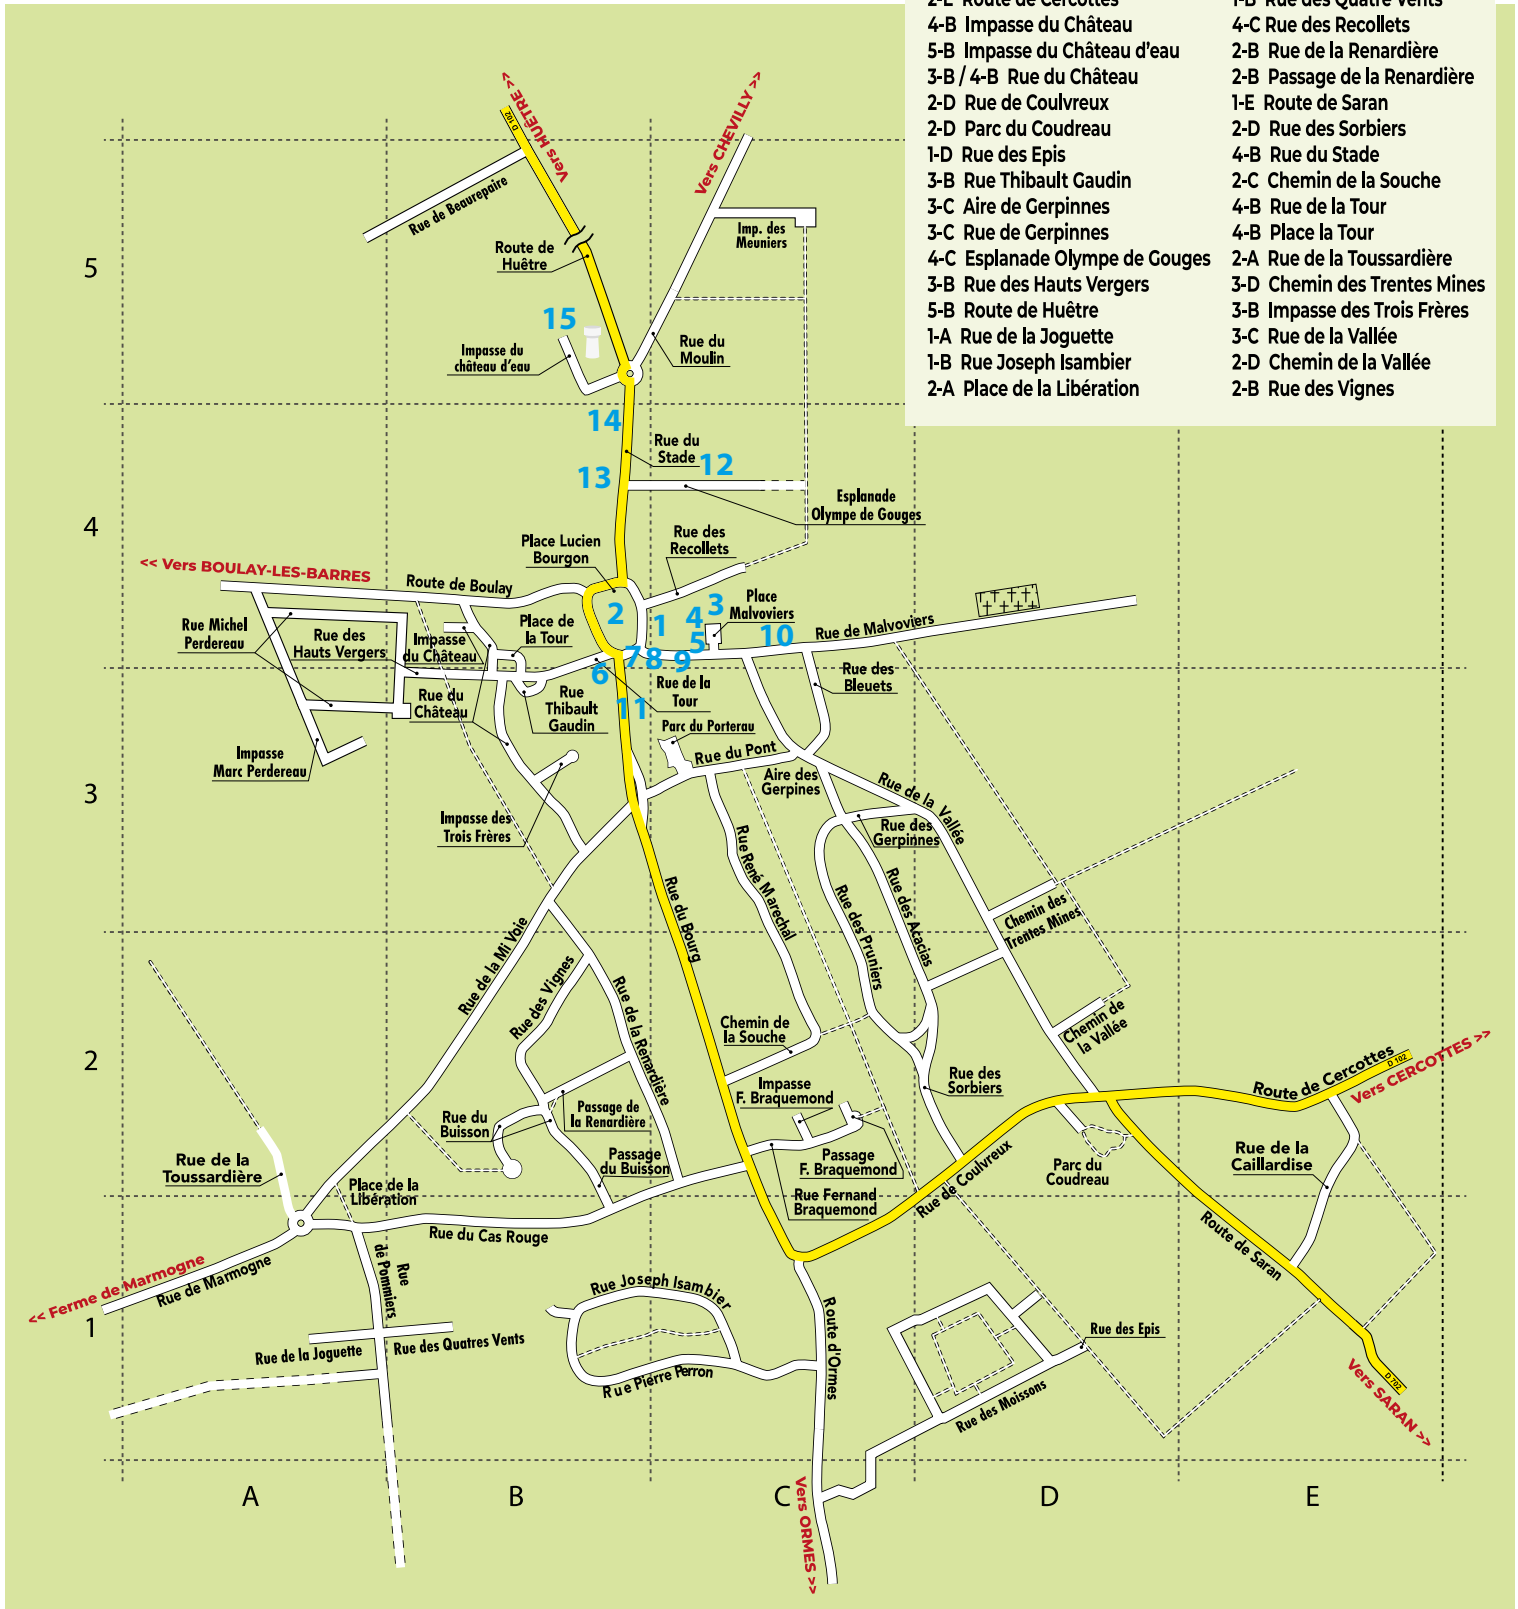 2-E Route de Cercottes
4-B Impasse du Château
5-B Impasse du Château d'eau
3-B / 4-B Rue du Château
2-D Rue de Coulvreux
2-D Parc du Coudreau
1-D Rue des Epis
3-B Rue Thibault Gaudin
3-C Aire de Gerpinnes
3-C Rue de Gerpinnes
4-C Esplanade Olympe de Gouges
3-B Rue des Hauts Vergers
5-B Route de Huêtre
1-A Rue de la Joguette
1-B Rue Joseph Isambier
2-A Place de la Libération
1-B Rue des Quatre Vents
4-C Rue des Recollets
2-B Rue de la Renardière
2-B Passage de la Renardière
1-E Route de Saran
2-D Rue des Sorbiers
4-B Rue du Stade
2-C Chemin de la Souche
4-B Rue de la Tour
4-B Place la Tour
2-A Rue de la Toussardière
3-D Chemin des Trentes Mines
3-B Impasse des Trois Frères
3-C Rue de la Vallée
2-D Chemin de la Vallée
2-B Rue des Vignes
Vers HUÊTRE >>
D 102
Vers CHEVILLY >>
Rue de Beaurepaire
Route de
Huêtre
Imp. des
Meuniers
5
15
Impasse du
château d'eau
Rue du
Moulin
14
Rue du
Stade
12
13
Esplanade
Olympe de Gouges
4
Place Lucien
Bourgon
Rue des
Recollets
<< Vers BOULAY-LES-BARRES
Route de Boulay
Rue Michel
Perdereau
Rue des
Hauts Vergers
Impasse
du Château
Place de
la Tour
2
1
3
4
5
Place
Malvoviers
10
Rue de Malvoviers
6
7
8
9
11
Rue du
Château
Rue
Thibault
Gaudin
Rue de la
Tour
Rue des
Bleuets
Parc du Porterau
Rue du Pont
Impasse
Marc Perdereau
Aire des
Gerpines
3
Impasse des
Trois Frères
Rue de la Vallée
Rue des
Gerpinnes
Rue René Marechal
Rue du Bourg
Rue des Pruniers
Rue des Acacias
Chemin des
Trentes Mines
Rue de la Mi Voie
Rue des Vignes
Rue de la Renardière
Chemin de
la Souche
Chemin de
la Vallée
2
Rue des
Sorbiers
Route de Cercottes
D 102
Vers CERCOTTES >>
Impasse
F. Braquemond
Rue du
Buisson
Passage de
la Renardière
Passage
du Buisson
Passage
F. Braquemond
Rue Fernand
Braquemond
Rue de Coulvreux
Parc du
Coudreau
Rue de la
Caillardise
Rue de la
Toussardière
Place de la
Libération
Rue du Cas Rouge
Route de Saran
<< Ferme de Marmogne
Rue de Marmogne
Rue
de Pommiers
Rue Joseph Isambier
1
Rue de la Joguette
Rue des Quatres Vents
Rue Pierre Perron
Route d'Ormes
Rue des Epis
Rue des Moissons
D 702
Vers SARAN >>
Vers ORMES >>
A
B
C
D
E